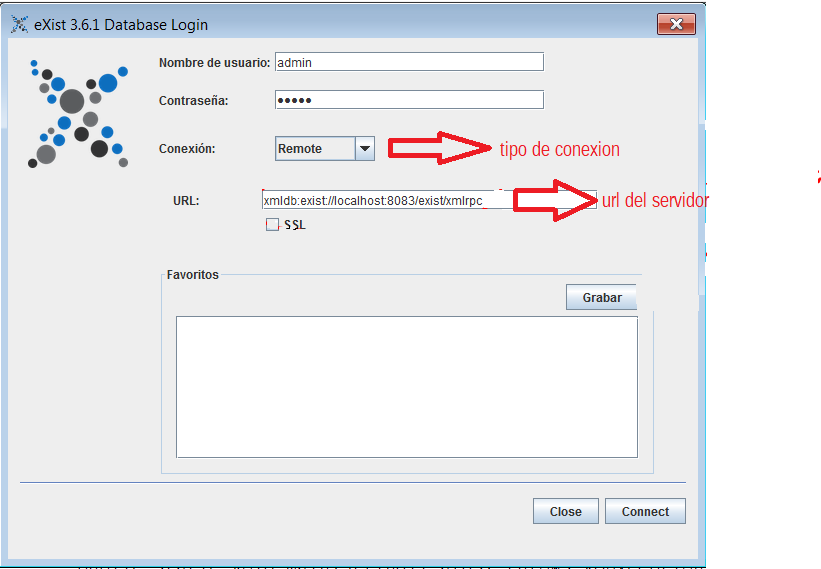 eXist 3.6.1 Database Login
Nombre de usuario: admin
Contraseña: •••••
Conexión: Remote
tipo de conexion
URL: xmldb:exist://localhost:8083/exist/xmlrpc
url del servidor
SSL
Favoritos
Grabar
Close Connect